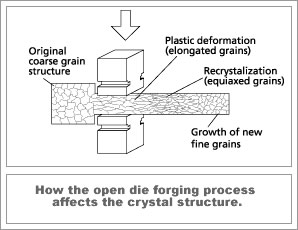 Original
coarse grain
structure
Plastic deformation
(elongated grains)
Recrystalization
(equiaxed grains)
Growth of new
fine grains
How the open die forging process
affects the crystal structure.